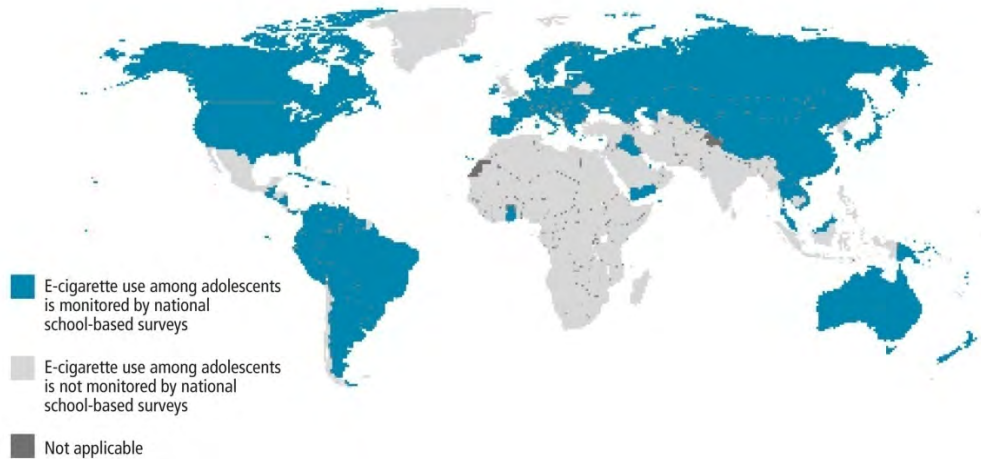 E-cigarette use among adolescents
is monitored by national
school-based surveys
E-cigarette use among adolescents
is not monitored by national
school-based surveys
Not applicable